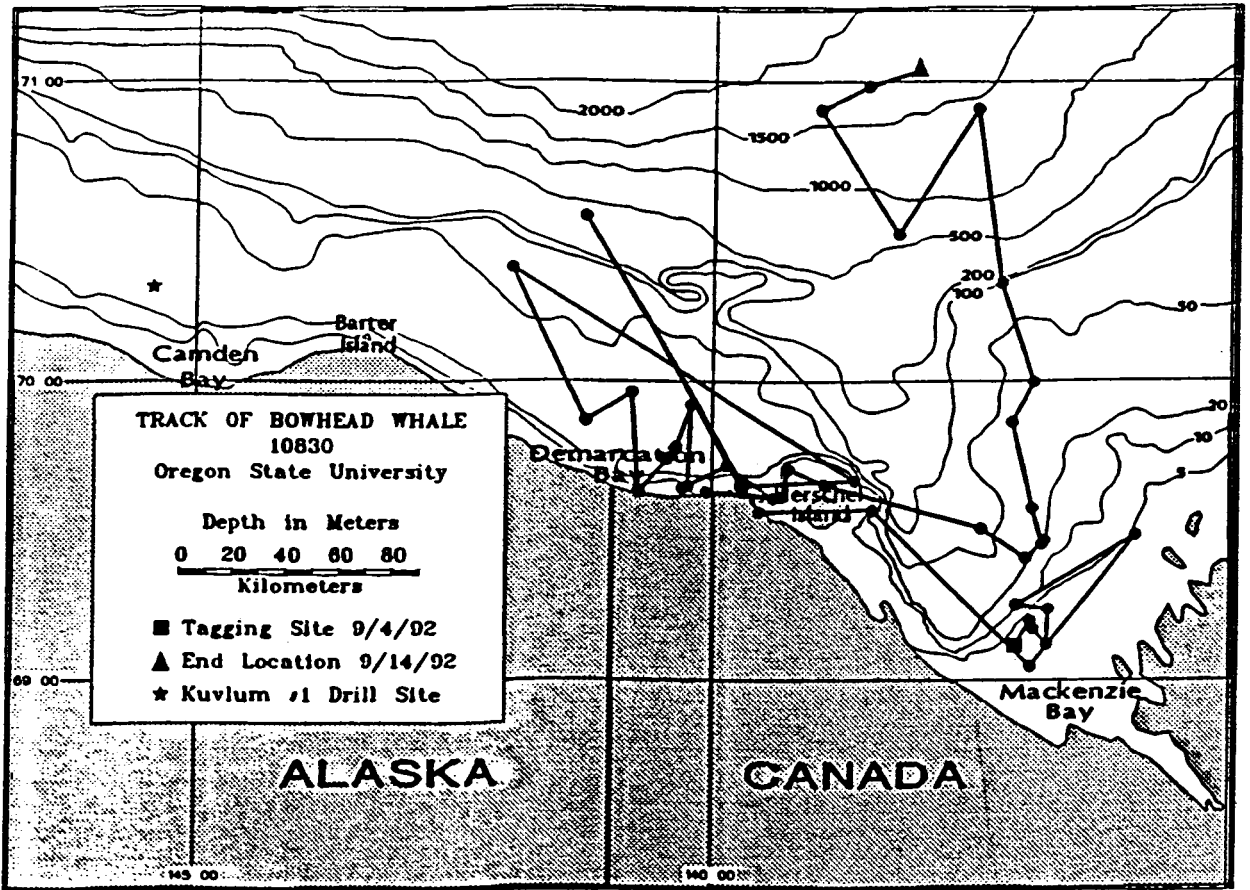 71 00
2000
1500
1000
500
200
100
50
Barter
Island
Camden
Bay
70 00
20
10
5
TRACK OF BOWHEAD WHALE
10830
Oregon State University
Depth in Meters
0 20 40 60 80
Kilometers
Tagging Site 9/4/92
End Location 9/14/92
Kuvlum #1 Drill Site
Demarcation
Bay
Herschel
Island
69 00
Mackenzie
Bay
ALASKA
CANADA
145 00
140 00